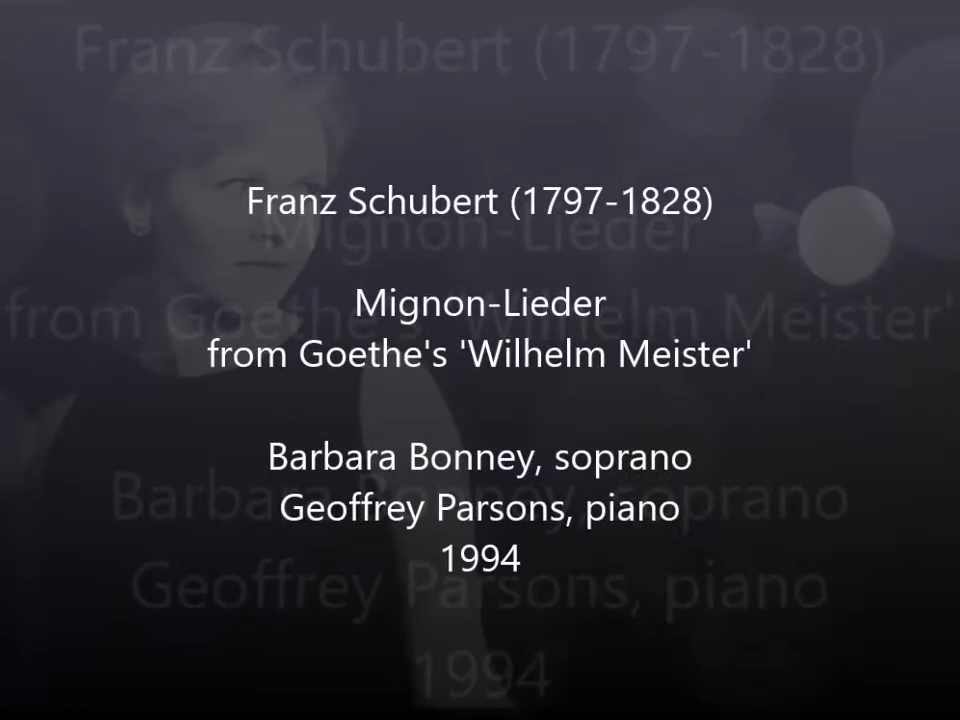 Franz Schubert (1797-1828)
Mignon-Lieder
from Goethe's 'Wilhelm Meister'
Barbara Bonney, soprano
Geoffrey Parsons, piano
1994